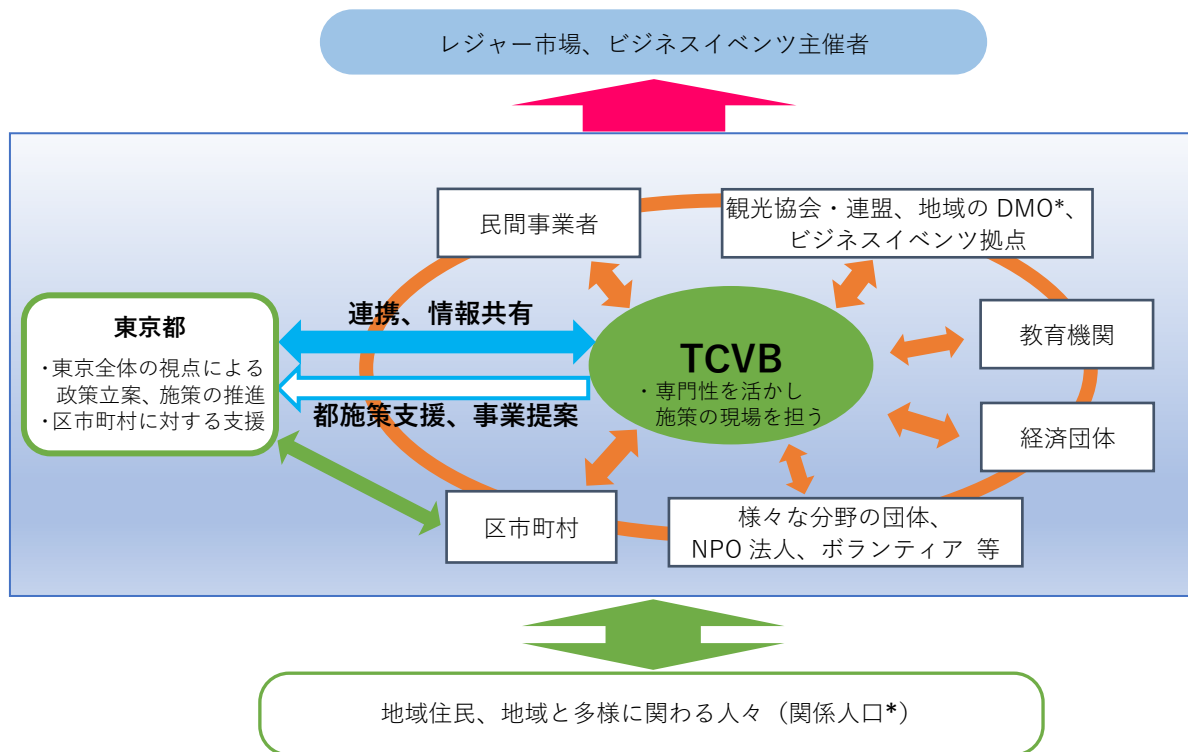 レジャー市場、ビジネスイベンツ主催者
民間事業者
観光協会・連盟、地域の DMO*、
ビジネスイベンツ拠点
東京都
・東京全体の視点による
政策立案、施策の推進
・区市町村に対する支援
連携、情報共有
都施策支援、事業提案
TCVB
・専門性を活かし
施策の現場を担う
教育機関
経済団体
区市町村
様々な分野の団体、
NPO 法人、ボランティア 等
地域住民、地域と多様に関わる人々（関係人口*）